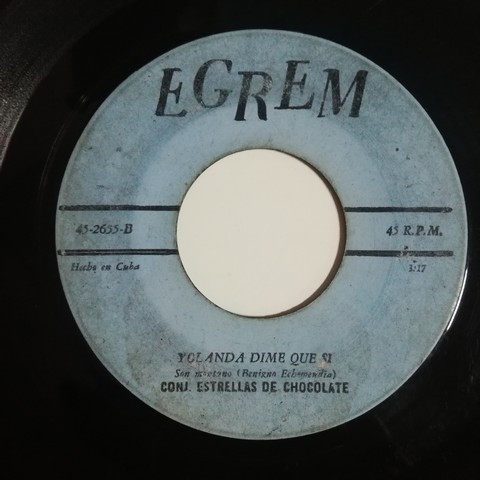 EGREM
45-2655-B
45 R.P.M.
Hecho en Cuba
3:17
YOLANDA DIME QUE SI
Son montuno (Benigno Echemendia)
CONJ. ESTRELLAS DE CHOCOLATE